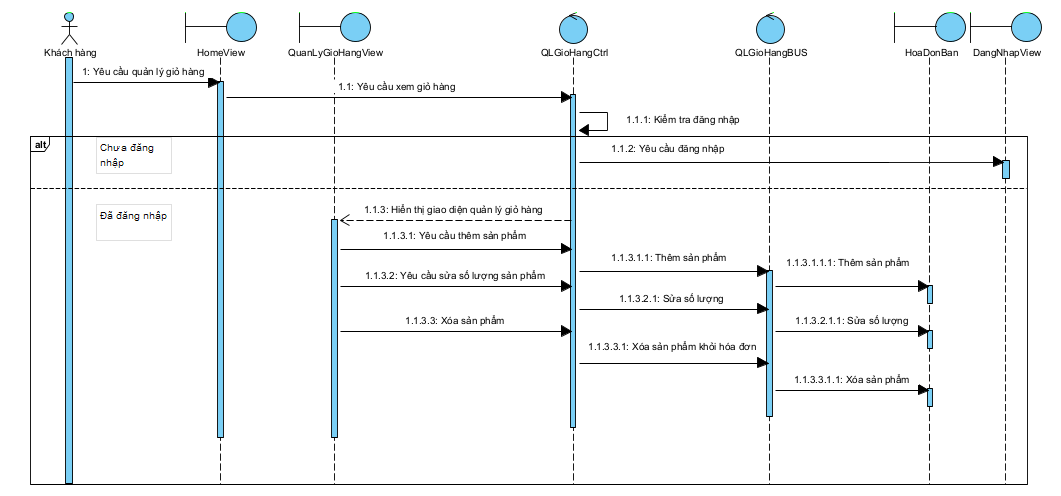 Khách hàng
HomeView
QuanLyGioHangView
QLGioHangCtrl
QLGioHangBUS
HoaDonBan
DangNhapView
1: Yêu cầu quản lý giỏ hàng
1.1: Yêu cầu xem giỏ hàng
1.1.1: Kiểm tra đăng nhập
alt
Chưa đăng
nhập
1.1.2: Yêu cầu đăng nhập
Đã đăng nhập
1.1.3: Hiển thị giao diện quản lý giỏ hàng
1.1.3.1: Yêu cầu thêm sản phẩm
1.1.3.1.1: Thêm sản phẩm
1.1.3.1.1.1: Thêm sản phẩm
1.1.3.2: Yêu cầu sửa số lượng sản phẩm
1.1.3.2.1: Sửa số lượng
1.1.3.2.1.1: Sửa số lượng
1.1.3.3: Xóa sản phẩm
1.1.3.3.1: Xóa sản phẩm khỏi hóa đơn
1.1.3.3.1.1: Xóa sản phẩm